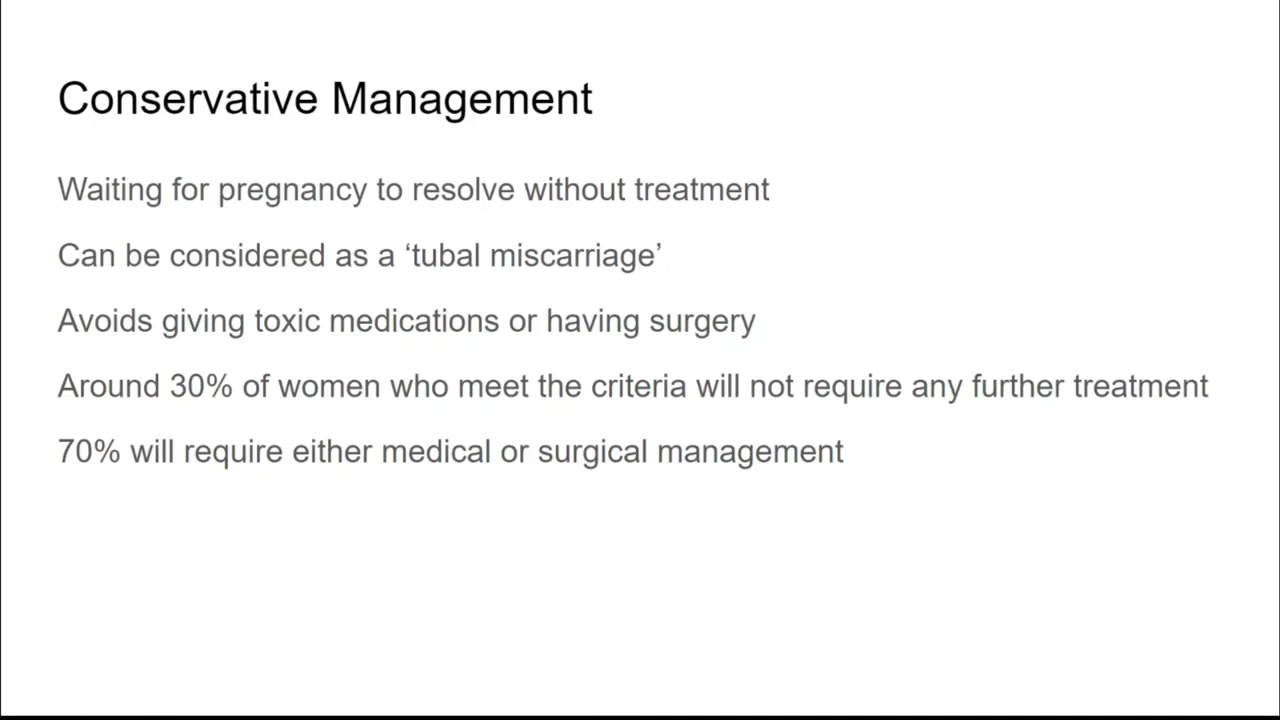 Conservative Management
Waiting for pregnancy to resolve without treatment
Can be considered as a ‘tubal miscarriage’
Avoids giving toxic medications or having surgery
Around 30% of women who meet the criteria will not require any further treatment
70% will require either medical or surgical management